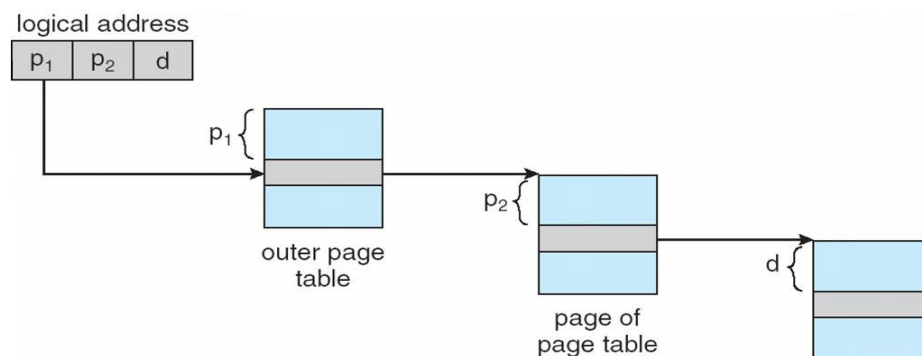 logical address
p₁ p₂ d
p₁
outer page
table
p₂
page of
page table
d